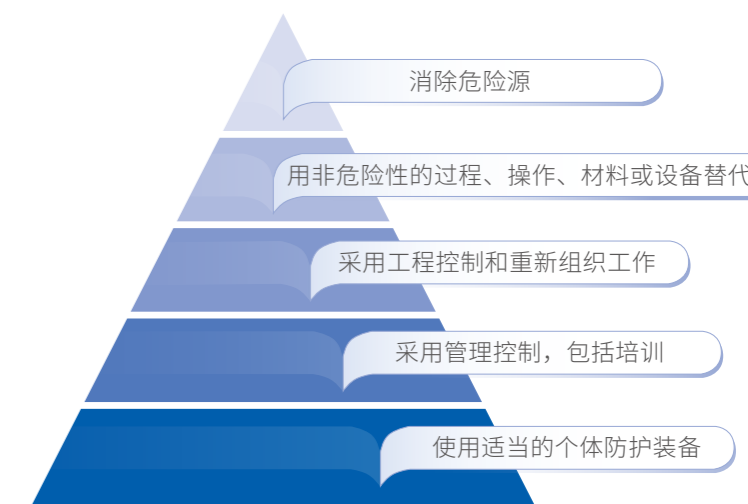 消除危险源
用非危险性的过程、操作、材料或设备替代
采用工程控制和重新组织工作
采用管理控制，包括培训
使用适当的个体防护装备